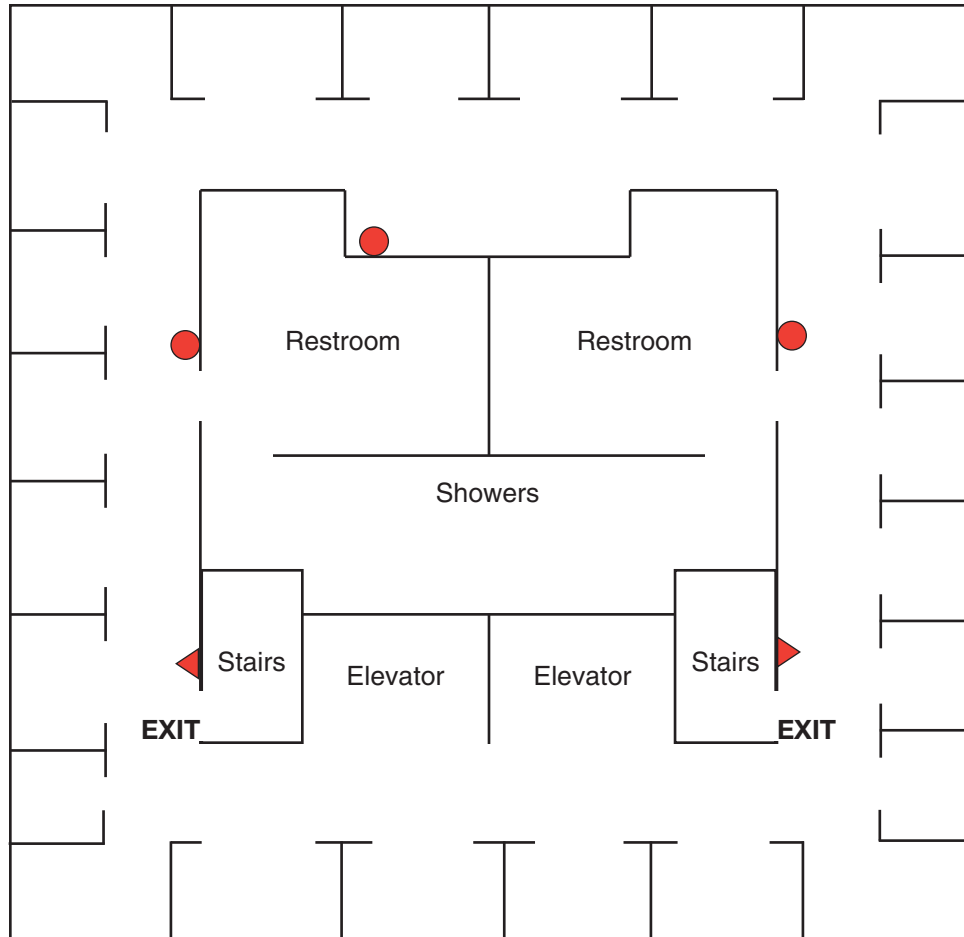 Restroom
Restroom
Showers
Stairs
Elevator
Elevator
Stairs
EXIT
EXIT